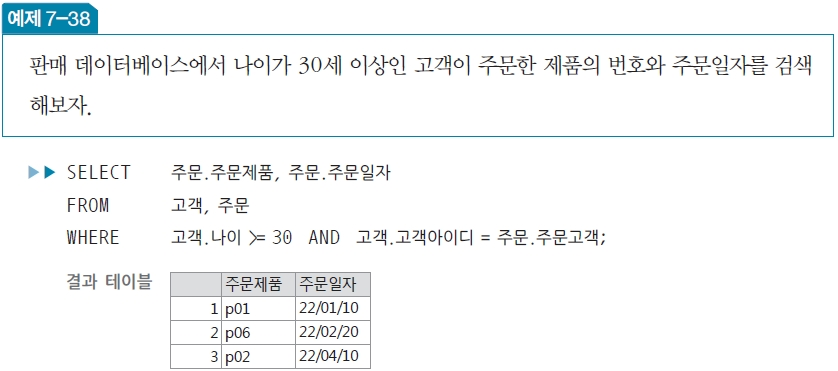 예제 7-38
판매 데이터베이스에서 나이가 30세 이상인 고객이 주문한 제품의 번호와 주문일자를 검색
해보자.
▶▶ SELECT 주문.주문제품, 주문.주문일자
FROM 고객, 주문
WHERE 고객.나이 >= 30 AND 고객.고객아이디 = 주문.주문고객;
결과 테이블
주문제품 주문일자
1 p01 22/01/10
2 p06 22/02/20
3 p02 22/04/10